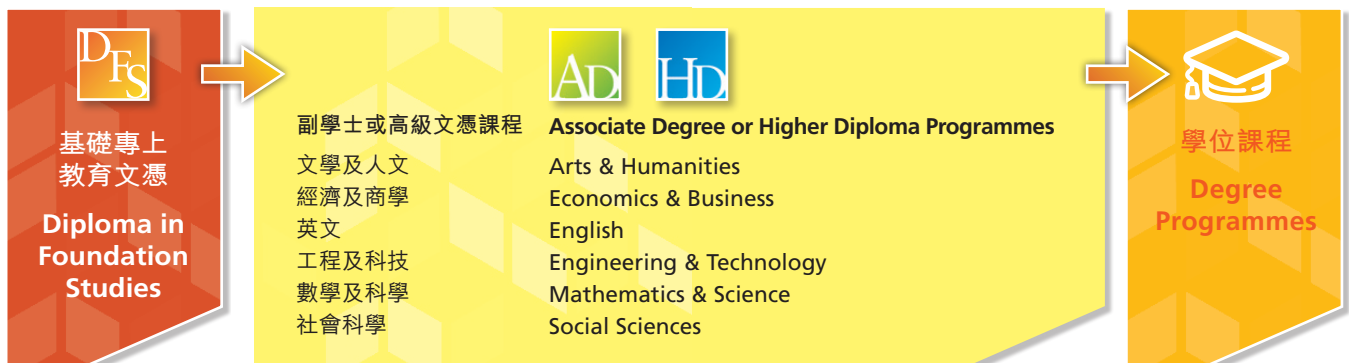 DFS
基礎專上
教育文憑
Diploma in
Foundation
Studies
AD HD
副學士或高級文憑課程 Associate Degree or Higher Diploma Programmes
文學及人文 Arts & Humanities
經濟及商學 Economics & Business
英文 English
工程及科技 Engineering & Technology
數學及科學 Mathematics & Science
社會科學 Social Sciences
學位課程
Degree
Programmes